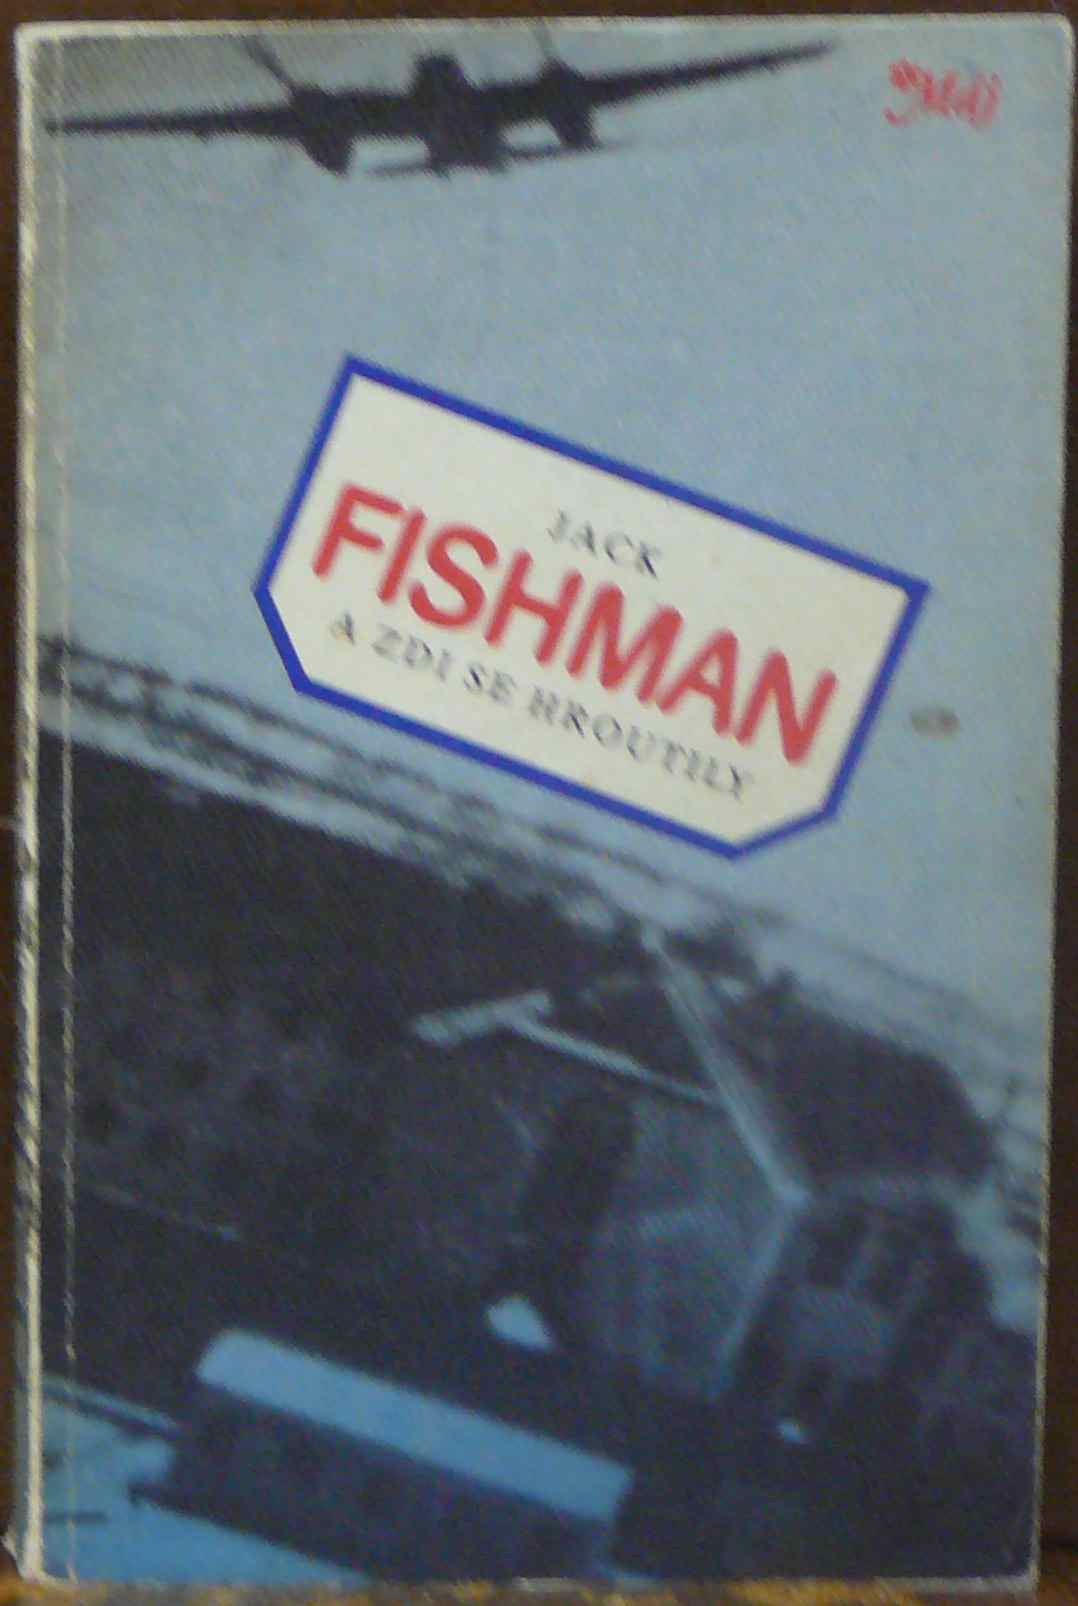 JACK
FISHMAN
A ZDI SE HROUTILY